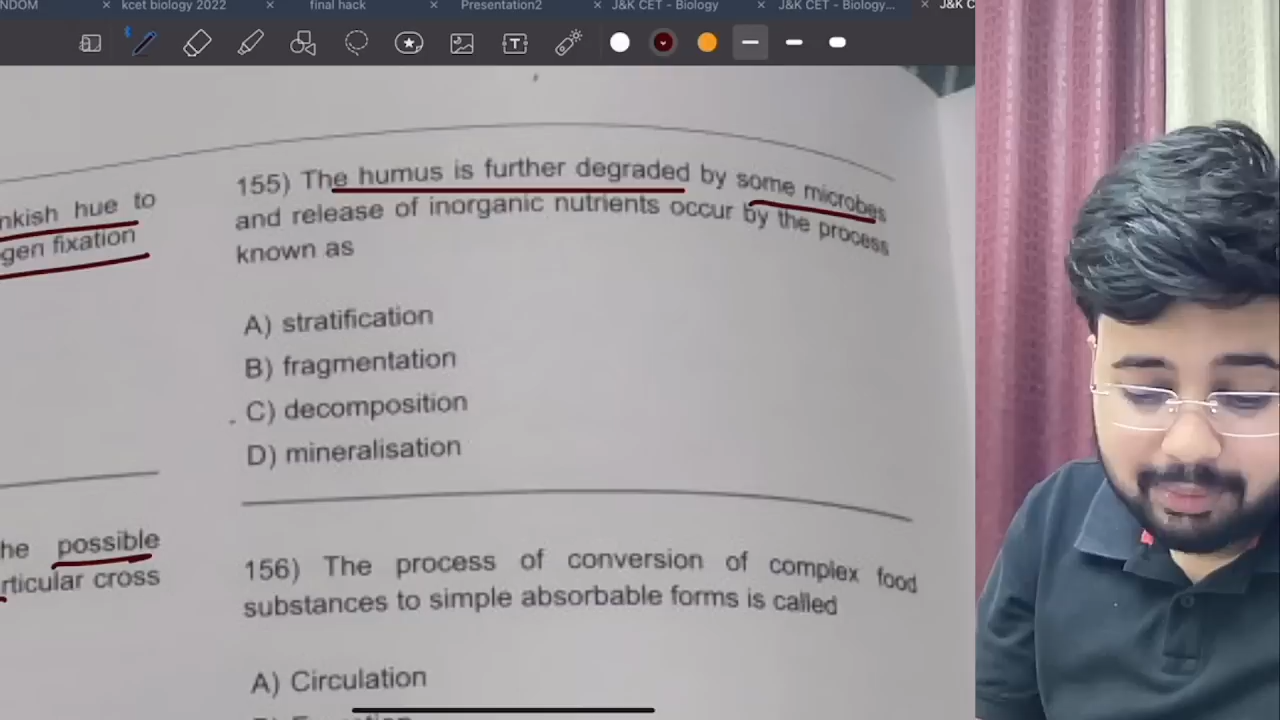 NDOM
kcet biology 2022
final hack
Presentation2
J&K CET - Biology
J&K CET - Biology...
J&K C
nkish hue to
gen fixation
he possible
rticular cross
155) The humus is further degraded by some microbes
and release of inorganic nutrients occur by the process
known as
A) stratification
B) fragmentation
C) decomposition
D) mineralisation
156) The process of conversion of complex food
substances to simple absorbable forms is called
A) Circulation